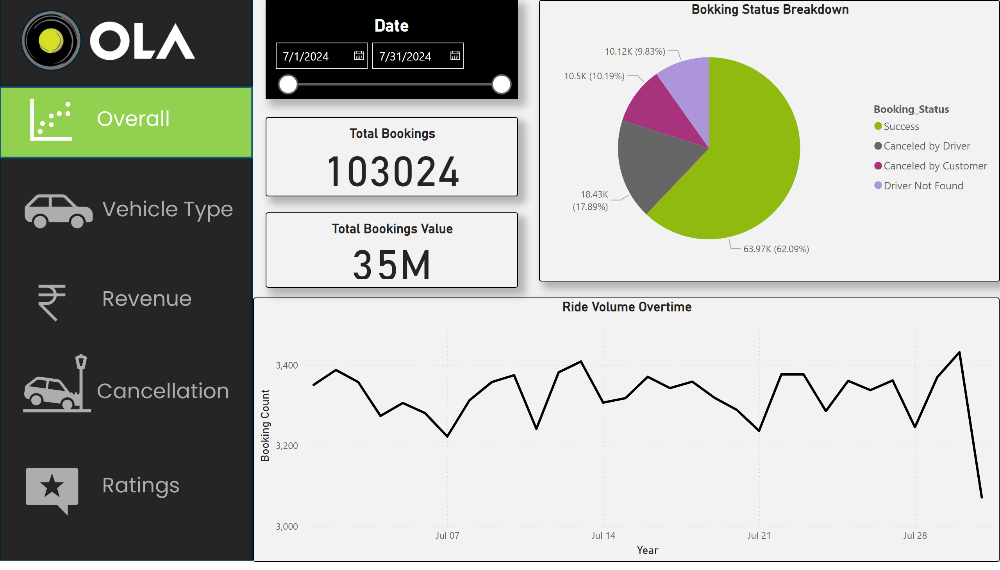 OLA
Overall
Vehicle Type
Revenue
Cancellation
Ratings
Date
7/1/2024
7/31/2024
Total Bookings
103024
Total Bookings Value
35M
Bokking Status Breakdown
10.12K (9.83%)
10.5K (10.19%)
18.43K
(17.89%)
63.97K (62.09%)
Booking_Status
Success
Canceled by Driver
Canceled by Customer
Driver Not Found
Ride Volume Overtime
Booking Count
3,400
3,200
3,000
Jul 07
Jul 14
Jul 21
Jul 28
Year